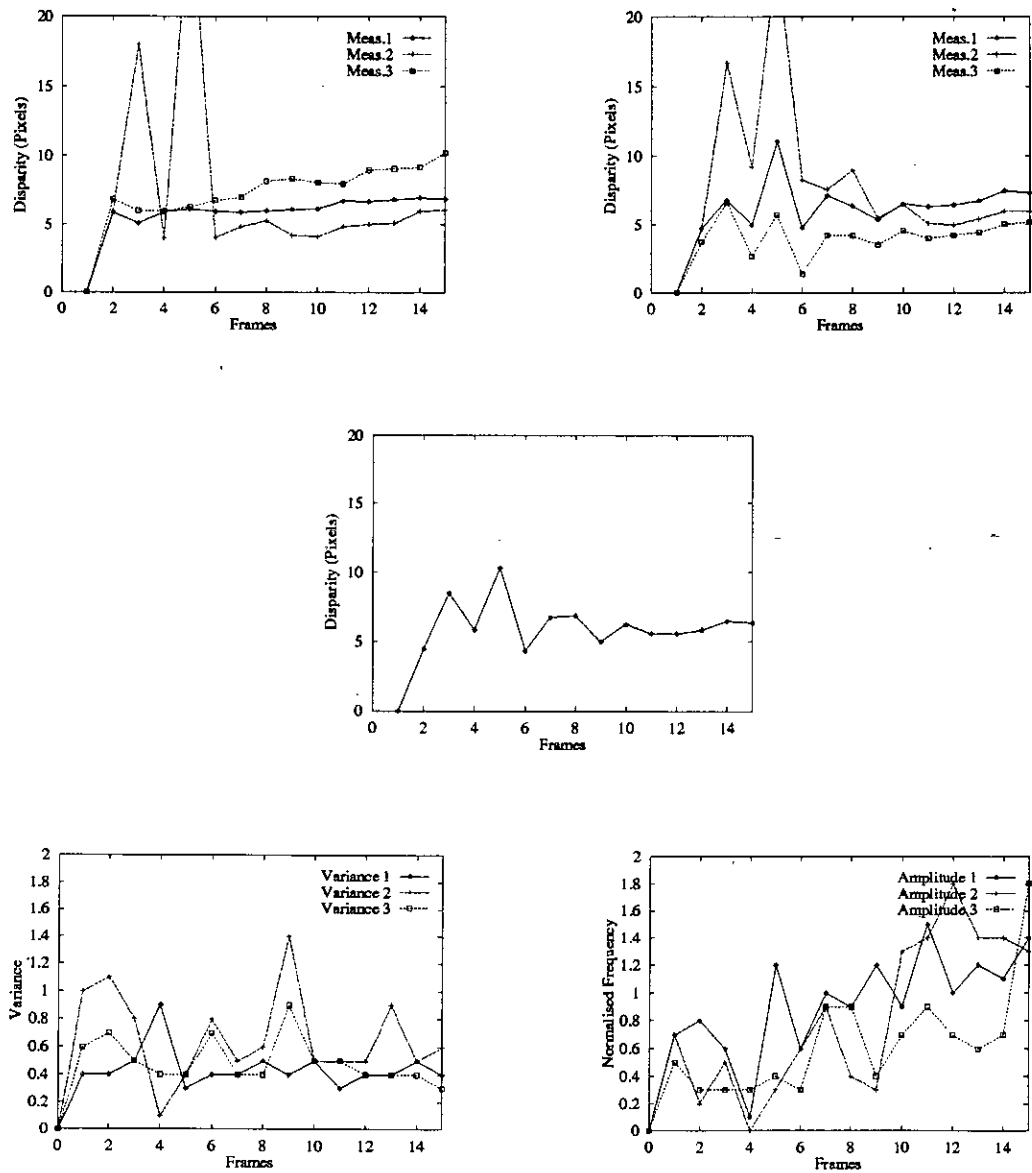 20
15
10
5
0
Disparity (Pixels)
Meas.1
Meas.2
Meas.3
0 2 4 6 8 10 12 14
Frames
20
15
10
5
0
Disparity (Pixels)
Meas.1
Meas.2
Meas.3
0 2 4 6 8 10 12 14
Frames
20
15
10
5
0
Disparity (Pixels)
0 2 4 6 8 10 12 14
Frames
2
1.8
1.6
1.4
1.2
1
0.8
0.6
0.4
0.2
0
Variance
Variance 1
Variance 2
Variance 3
0 2 4 6 8 10 12 14
Frames
2
1.8
1.6
1.4
1.2
1
0.8
0.6
0.4
0.2
0
Normalised Frequency
Amplitude 1
Amplitude 2
Amplitude 3
0 2 4 6 8 10 12 14
Frames